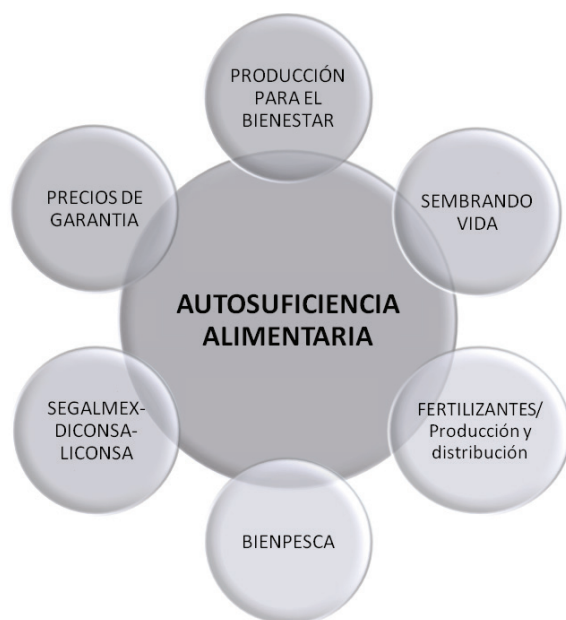 PRODUCCIÓN
PARA EL
BIENESTAR
PRECIOS DE
GARANTIA
SEMBRANDO
VIDA
AUTOSUFICIENCIA
ALIMENTARIA
SEGALMEX-
DICONSA-
LICONSA
FERTILIZANTES/
Producción y
distribución
BIENPESCA